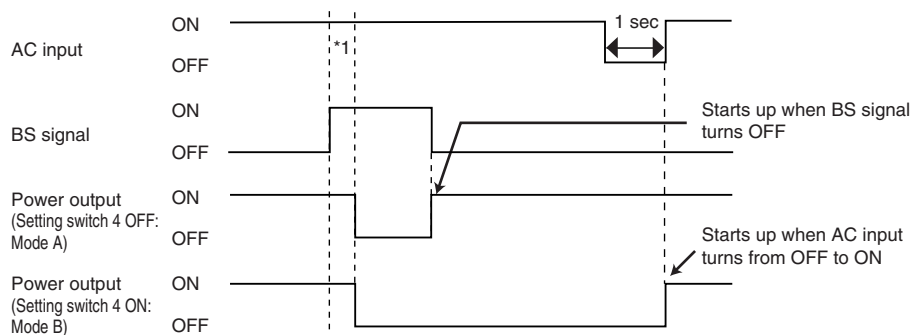 ON
1 sec
AC input
*1
OFF
ON
Starts up when BS signal
turns OFF
BS signal
OFF
Power output
(Setting switch 4 OFF:
Mode A)
ON
OFF
Starts up when AC input
turns from OFF to ON
Power output
(Setting switch 4 ON:
Mode B)
ON
OFF